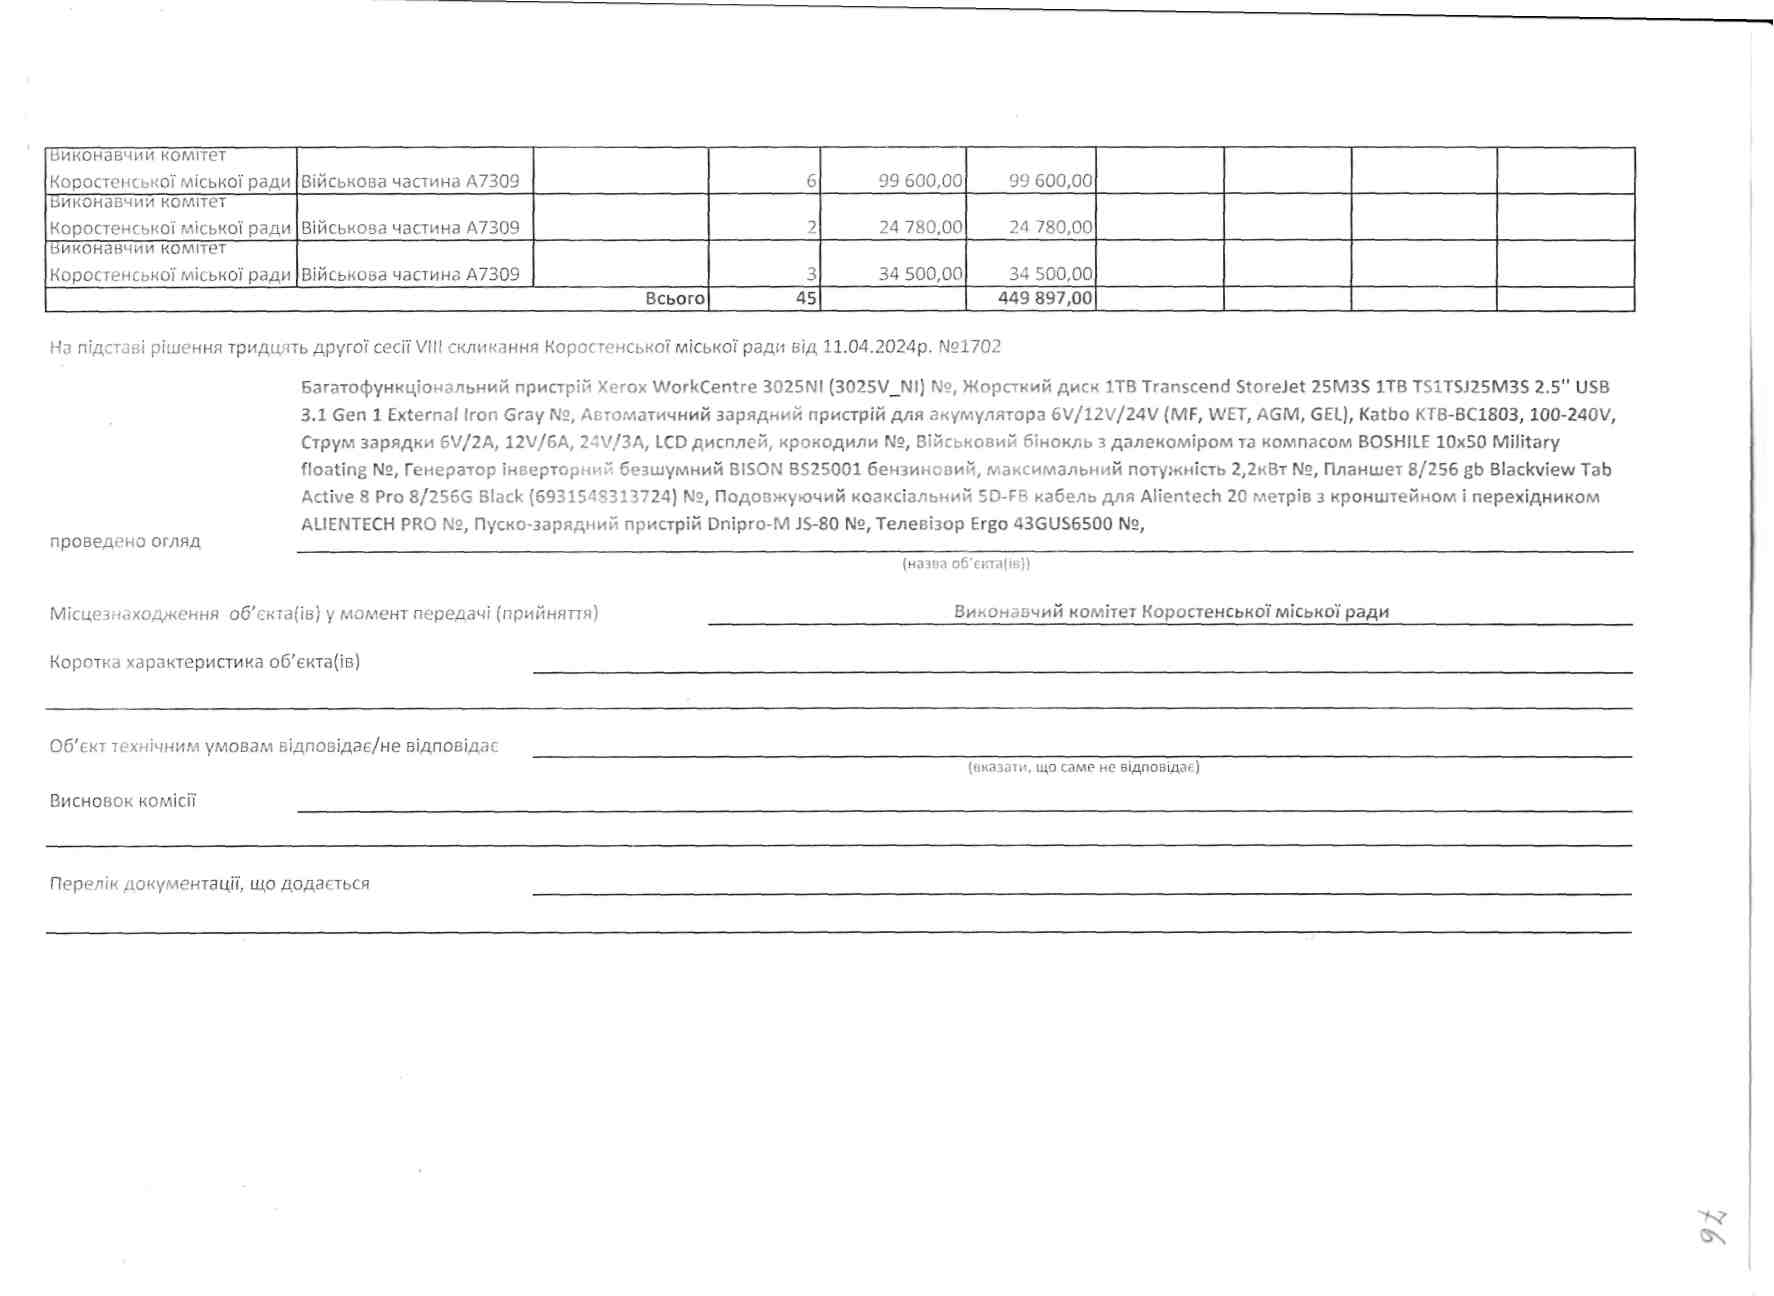 Виконавчий комітет
Коростенської міської ради Військова частина А7309 6 99 600,00 99 600,00
Виконавчий комітет
Коростенської міської ради Військова частина А7309 2 24 780,00 24 780,00
Виконавчий комітет
Коростенської міської ради Військова частина А7309 3 34 500,00 34 500,00
Всього 45 449 897,00
На підставі рішення тридцять другої сесії VIII скликання Коростенської міської ради від 11.04.2024р. №1702
Багатофункціональний пристрій Xerox WorkCentre 3025NI (3025V_NI) №, Жорсткий диск 1TB Transcend StoreJet 25M3S 1TB TS1TSJ25M3S 2.5" USB
3.1 Gen 1 External Iron Gray №, Автоматичний зарядний пристрій для акумулятора 6V/12V/24V (MF, WET, AGM, GEL), Katbo KTB-BC1803, 100-240V,
Струм зарядки 6V/2A, 12V/6A, 24V/3A, LCD дисплей, крокодили №, Військовий бінокль з далекоміром та компасом BOSHILE 10x50 Military
floating №, Генератор інверторний безшумний BISON BS25001 бензиновий, максимальний потужність 2,2кВт №, Планшет 8/256 gb Blackview Tab
Active 8 Pro 8/256G Black (6931548313724) №, Подовжуючий коаксіальний 5D-FB кабель для Alientech 20 метрів з кронштейном і перехідником
ALIENTECH PRO №, Пуско-зарядний пристрій Dnipro-M JS-80 №, Телевізор Ergo 43GUS6500 №,
проведено огляд
(назва об'єкта(ів))
Місцезнаходження об'єкта(ів) у момент передачі (прийняття) Виконавчий комітет Коростенської міської ради
Коротка характеристика об'єкта(ів)
Об'єкт технічним умовам відповідає/не відповідає
(вказати, що саме не відповідає)
Висновок комісії
Перелік документації, що додається
76